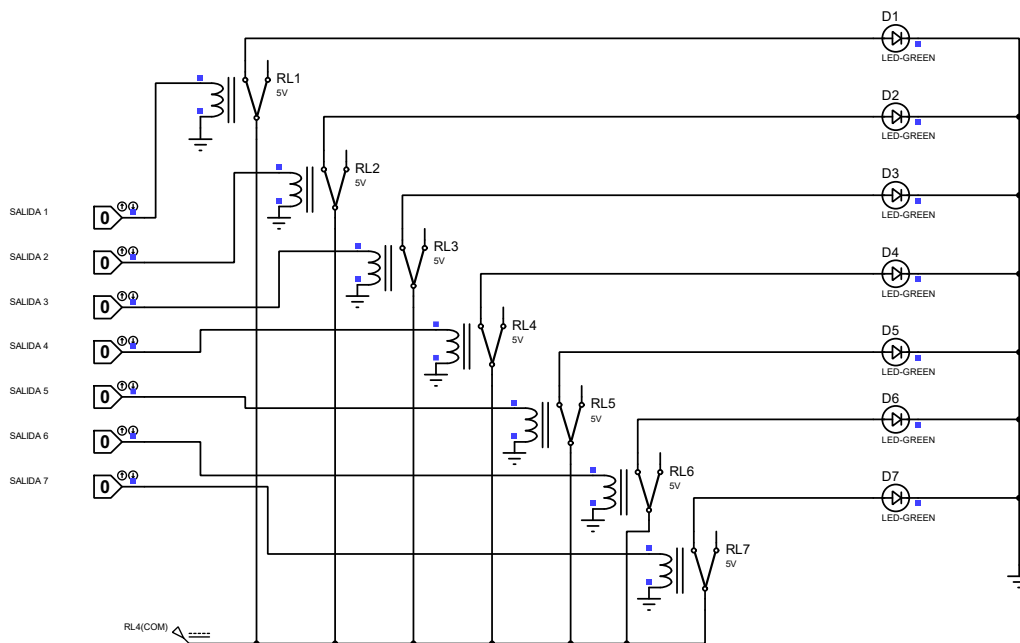 D1
LED-GREEN
RL1
5V
D2
LED-GREEN
RL2
5V
D3
LED-GREEN
SALIDA 1
0
RL3
5V
SALIDA 2
0
D4
LED-GREEN
SALIDA 3
0
RL4
5V
SALIDA 4
0
D5
LED-GREEN
SALIDA 5
0
RL5
5V
D6
LED-GREEN
SALIDA 6
0
RL6
5V
SALIDA 7
0
D7
LED-GREEN
RL7
5V
RL4(COM)